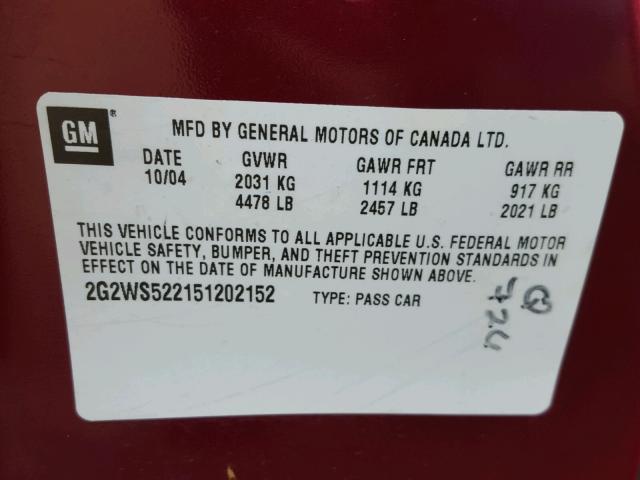 GM®
MFD BY GENERAL MOTORS OF CANADA LTD.
DATE GVWR GAWR FRT GAWR RR
10/04 2031 KG 1114 KG 917 KG
4478 LB 2457 LB 2021 LB
THIS VEHICLE CONFORMS TO ALL APPLICABLE U.S. FEDERAL MOTOR
VEHICLE SAFETY, BUMPER, AND THEFT PREVENTION STANDARDS IN
EFFECT ON THE DATE OF MANUFACTURE SHOWN ABOVE.
2G2WS522151202152 TYPE: PASS CAR